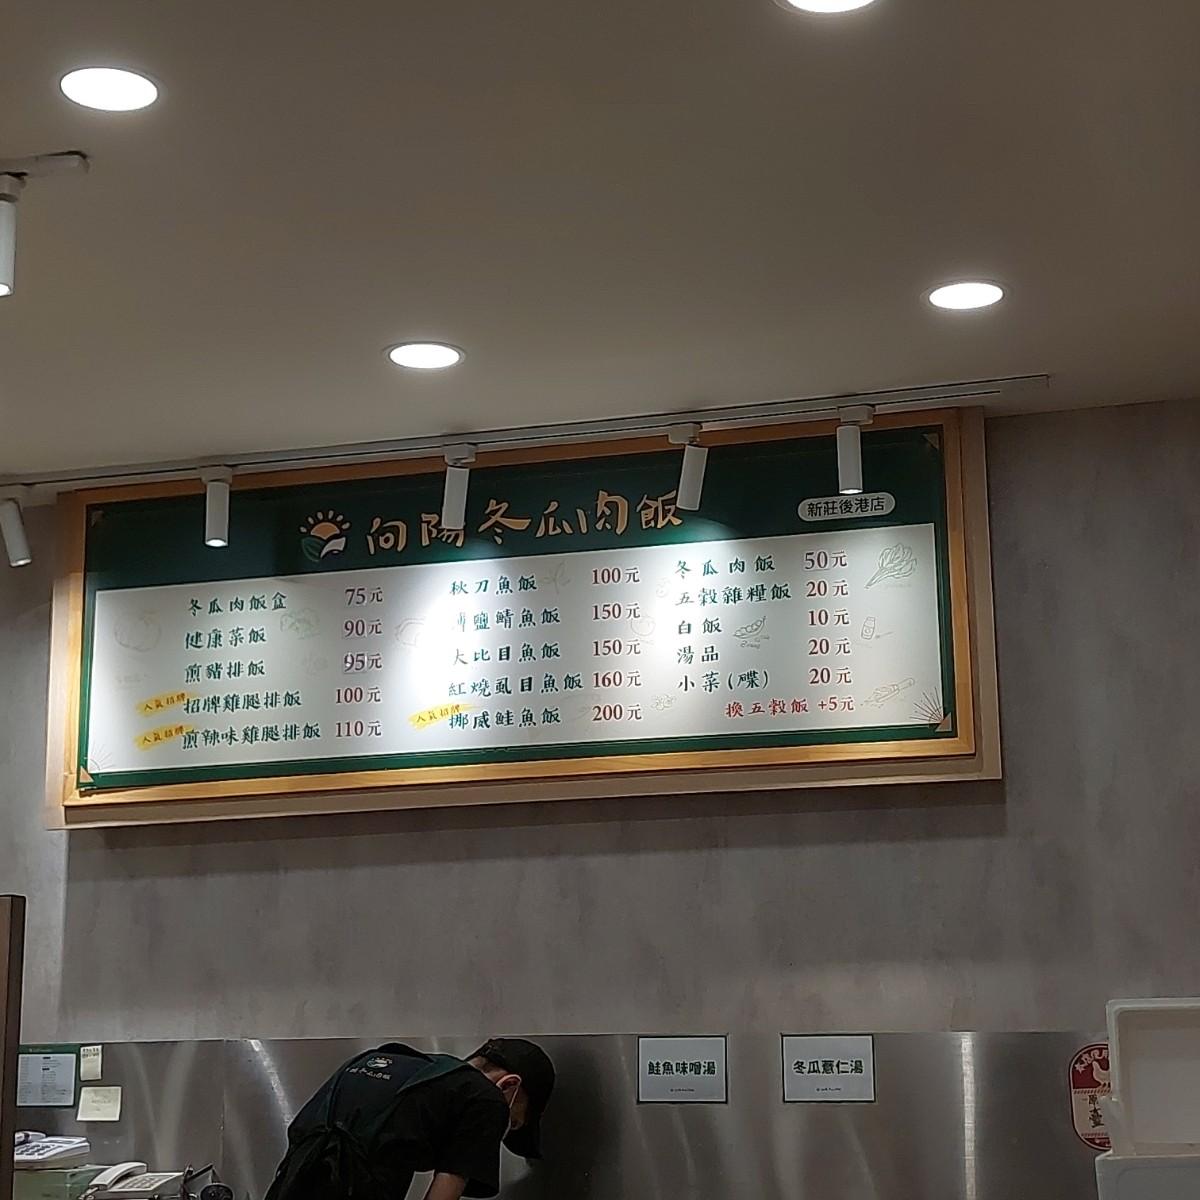 向陽冬瓜肉飯
新莊後港店
冬瓜肉飯盒 75元
健康菜飯 90元
煎豬排飯 95元
人氣招牌 招牌雞腿排飯 100元
人氣招牌 煎辣味雞腿排飯 110元
秋刀魚飯 100元
薄鹽鯖魚飯 150元
大比目魚飯 150元
紅燒虱目魚飯 160元
人氣招牌 挪威鮭魚飯 200元
冬瓜肉飯 50元
五穀雜糧飯 20元
白飯 10元
湯品 20元
小菜(碟) 20元
換五穀飯 +5元
鮭魚味噌湯
冬瓜薏仁湯